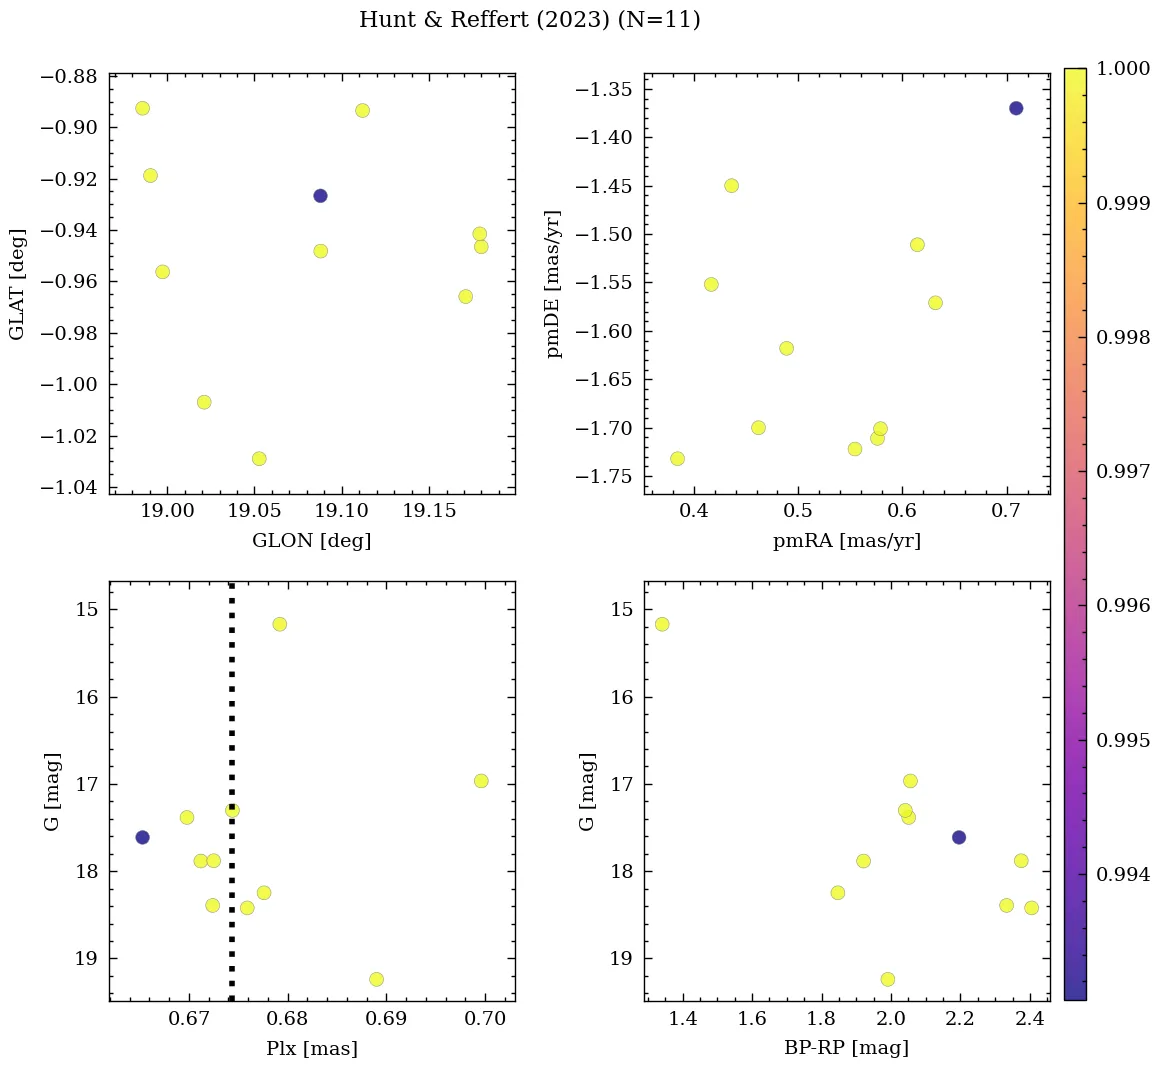 Hunt & Reffert (2023) (N=11)
−0.88
−0.90
−0.92
−0.94
−0.96
−0.98
−1.00
−1.02
−1.04
GLAT [deg]
19.00 19.05 19.10 19.15
GLON [deg]
−1.35
−1.40
−1.45
−1.50
−1.55
−1.60
−1.65
−1.70
−1.75
pmDE [mas/yr]
0.4 0.5 0.6 0.7
pmRA [mas/yr]
1.000
0.999
0.998
0.997
0.996
0.995
0.994
15
16
17
18
19
G [mag]
0.67 0.68 0.69 0.70
Plx [mas]
15
16
17
18
19
G [mag]
1.4 1.6 1.8 2.0 2.2 2.4
BP-RP [mag]